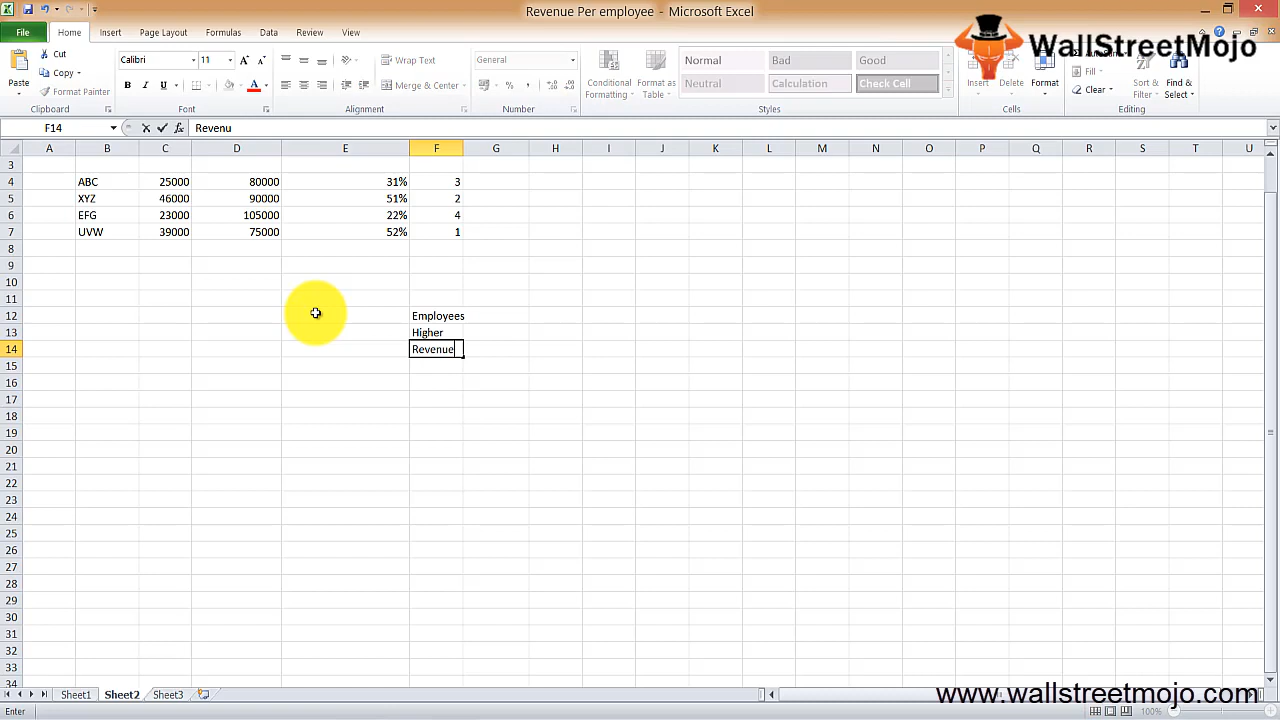 Revenue Per employee - Microsoft Excel
File Home Insert Page Layout Formulas Data Review View
WallStreetMojo
Paste Cut Copy Format Painter
Calibri 11
Wrap Text
Merge & Center
General
Conditional Formatting Format as Table
Normal Bad Good
Neutral Calculation Check Cell
Insert Delete Format
Fill
Clear
Sort & Filter Find & Select
Clipboard Font Alignment Number Styles Cells Editing
F14 fx Revenu
A B C D E F G H I J K L M N O P Q R S T U
3
4 ABC 25000 80000 31% 3
5 XYZ 46000 90000 51% 2
6 EFG 23000 105000 22% 4
7 UVW 39000 75000 52% 1
8
9
10
11
12 Employees
13 Higher
14 Revenue
15
16
17
18
19
20
21
22
23
24
25
26
27
28
29
30
31
32
33
34
Sheet1 Sheet2 Sheet3
www.wallstreetmojo.com
Enter 100%